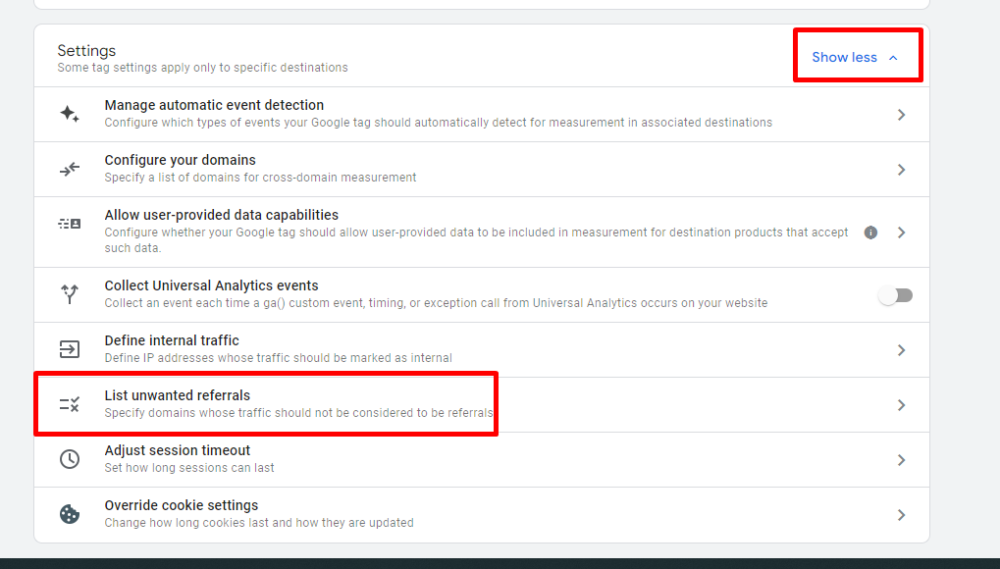 Settings
Some tag settings apply only to specific destinations
Show less
Manage automatic event detection
Configure which types of events your Google tag should automatically detect for measurement in associated destinations
Configure your domains
Specify a list of domains for cross-domain measurement
Allow user-provided data capabilities
Configure whether your Google tag should allow user-provided data to be included in measurement for destination products that accept
such data.
Collect Universal Analytics events
Collect an event each time a ga() custom event, timing, or exception call from Universal Analytics occurs on your website
Define internal traffic
Define IP addresses whose traffic should be marked as internal
List unwanted referrals
Specify domains whose traffic should not be considered to be referrals
Adjust session timeout
Set how long sessions can last
Override cookie settings
Change how long cookies last and how they are updated